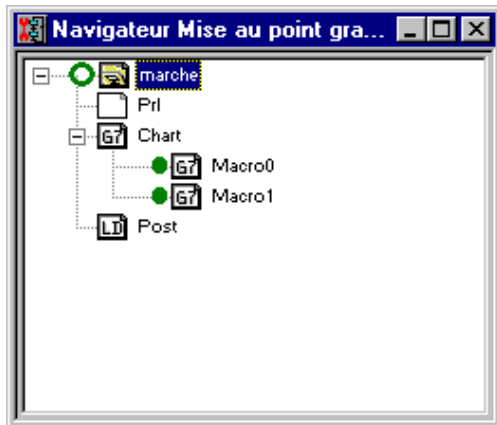 Navigateur Mise au point gra...
marche
Prl
G7 Chart
G7 Macro0
G7 Macro1
LD Post